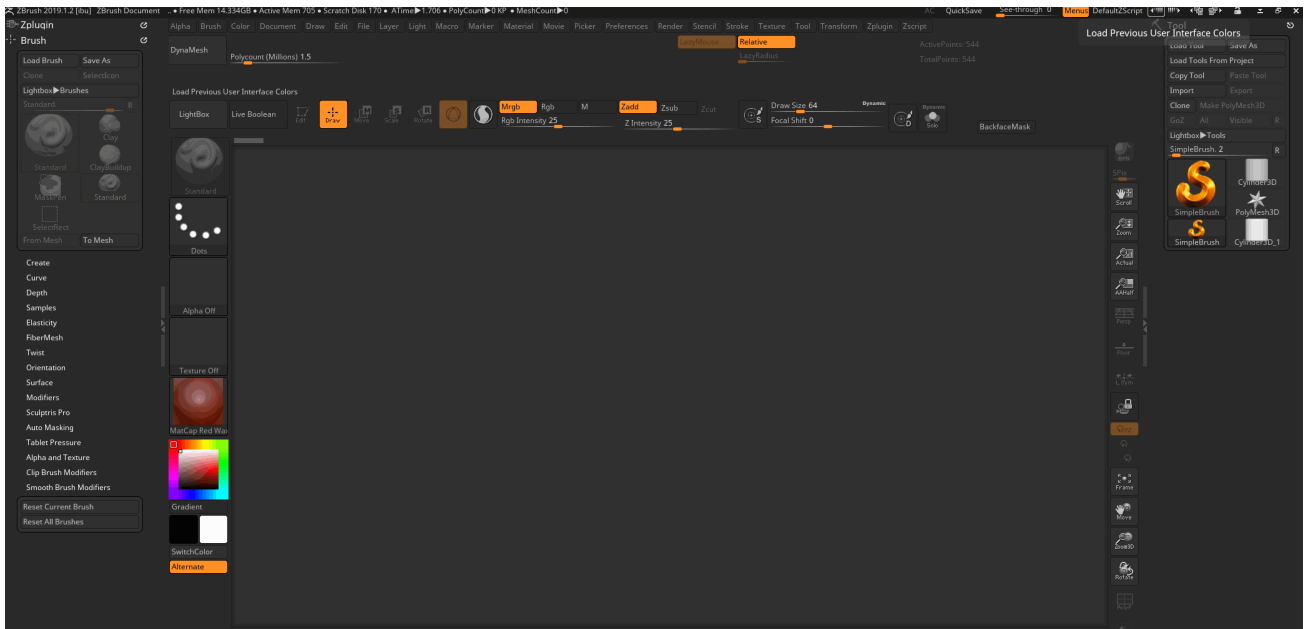 ZBrush 2019.1.2 [ibu] ZBrush Document .. • Free Mem 14.334GB • Active Mem 705 • Scratch Disk 170 • ATime▶1.706 • PolyCount▶0 KP • MeshCount▶0 AC QuickSave See-through 0 Menus DefaultZScript
Zplugin
Brush
Load Brush Save As
Clone SelectIcon
Lightbox▶Brushes
Standard. R
Standard
Clay
ClayBuildup
MaskPen
Standard
SelectRect
From Mesh To Mesh
Create
Curve
Depth
Samples
Elasticity
FiberMesh
Twist
Orientation
Surface
Modifiers
Sculptris Pro
Auto Masking
Tablet Pressure
Alpha and Texture
Clip Brush Modifiers
Smooth Brush Modifiers
Reset Current Brush
Reset All Brushes
Alpha Brush Color Document Draw Edit File Layer Light Macro Marker Material Movie Picker Preferences Render Stencil Stroke Texture Tool Transform Zplugin Zscript
DynaMesh
Polycount (Millions) 1.5
LazyMouse Relative
LazyRadius
ActivePoints: 544
TotalPoints: 544
Load Previous User Interface Colors
LightBox Live Boolean Edit Draw Move Scale Rotate
Mrgb Rgb M
Rgb Intensity 25
Zadd Zsub Zcut
Z Intensity 25
S
Draw Size 64 Dynamic
Focal Shift 0
D
Dynamic
Solo
BackfaceMask
Standard
Dots
Alpha Off
Texture Off
MatCap Red Wax
Gradient
SwitchColor
Alternate
BPR
SPix
Scroll
Zoom
Actual
AAHalf
Persp
Floor
L.Sym
Frame
Move
Zoom3D
Rotate
Load Previous User Interface Colors
Tool
Load Tool Save As
Load Tools From Project
Copy Tool Paste Tool
Import Export
Clone Make PolyMesh3D
GoZ All Visible R
Lightbox▶Tools
SimpleBrush. 2 R
SimpleBrush
Cylinder3D
PolyMesh3D
SimpleBrush
Cylinder3D_1